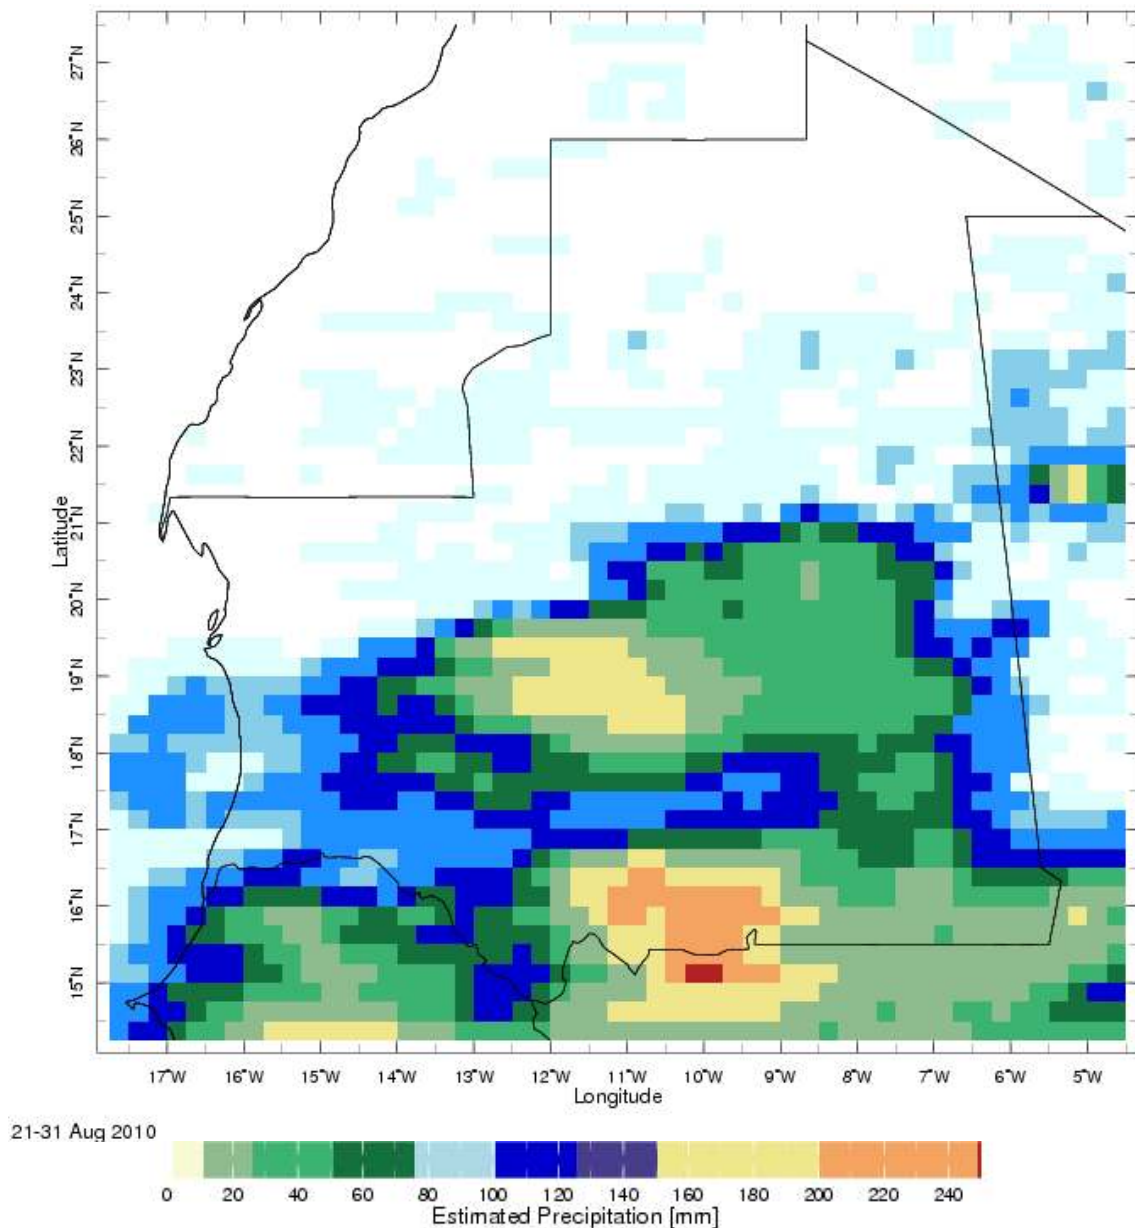 27°N
26°N
25°N
24°N
23°N
22°N
21°N
20°N
19°N
18°N
17°N
16°N
15°N
Latitude
17°W 16°W 15°W 14°W 13°W 12°W 11°W 10°W 9°W 8°W 7°W 6°W 5°W
Longitude
21-31 Aug 2010
0 20 40 60 80 100 120 140 160 180 200 220 240
Estimated Precipitation [mm]